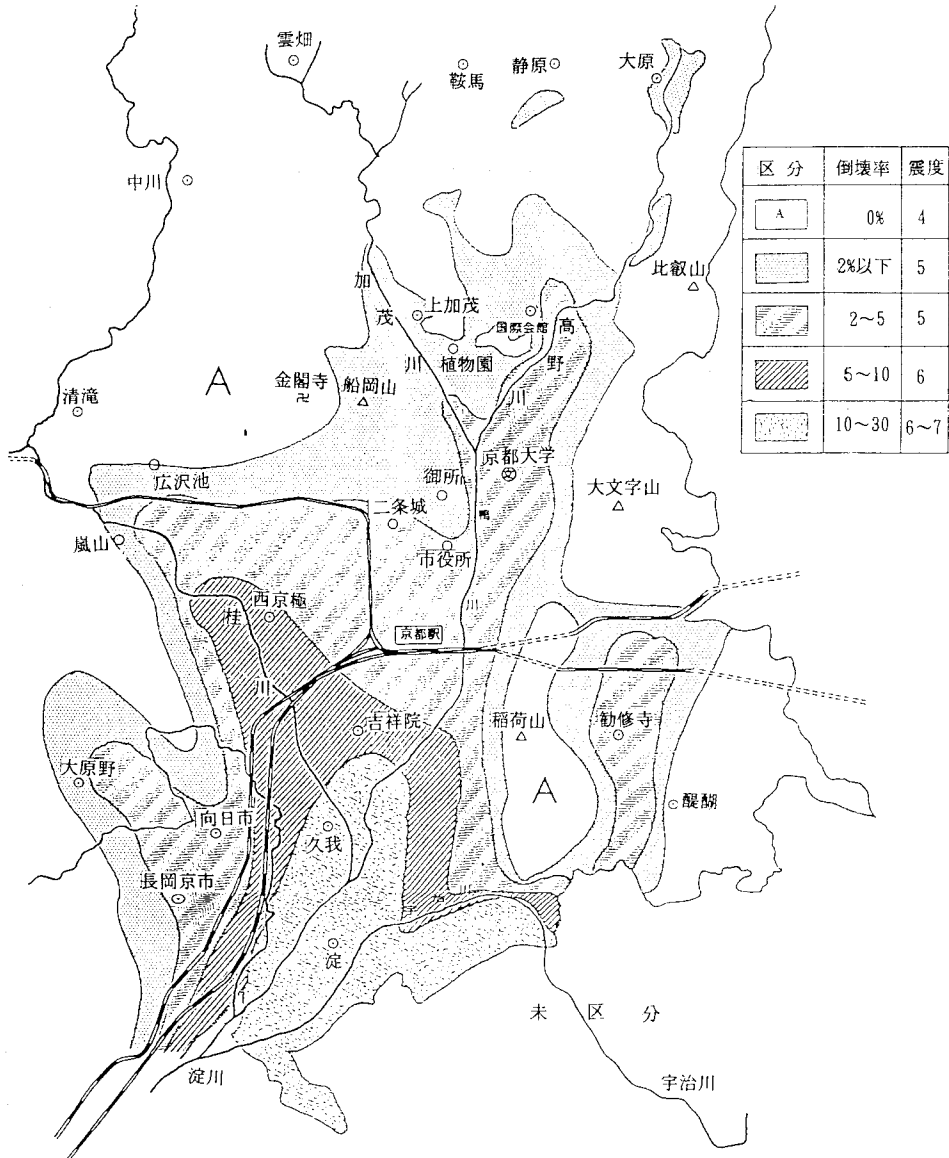 雲畑
鞍馬
静原
大原
中川
区分 倒壊率 震度
A 0% 4
2%以下 5
2～5 5
5～10 6
10～30 6～7
比叡山
加茂川
上加茂
国際会館
高野川
植物園
A
金閣寺
卍
船岡山
清滝
京都大学
御所
広沢池
二条城
大文字山
鴨川
嵐山
市役所
西京極
桂川
京都駅
吉祥院
稲荷山
勧修寺
大原野
A
醍醐
向日市
久我
長岡京市
宇治川
淀
未区分
淀川
宇治川